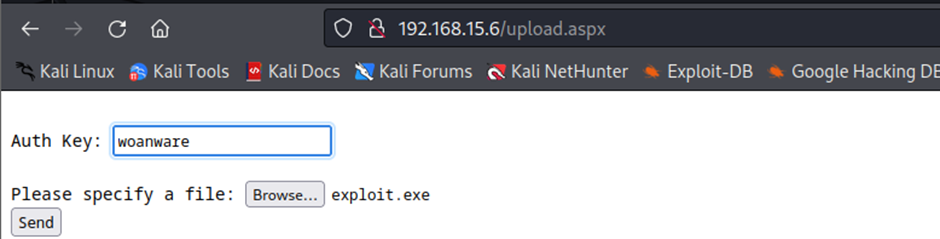 192.168.15.6/upload.aspx
Kali Linux Kali Tools Kali Docs Kali Forums Kali NetHunter Exploit-DB Google Hacking DB
Auth Key: woanware
Please specify a file: Browse... exploit.exe
Send